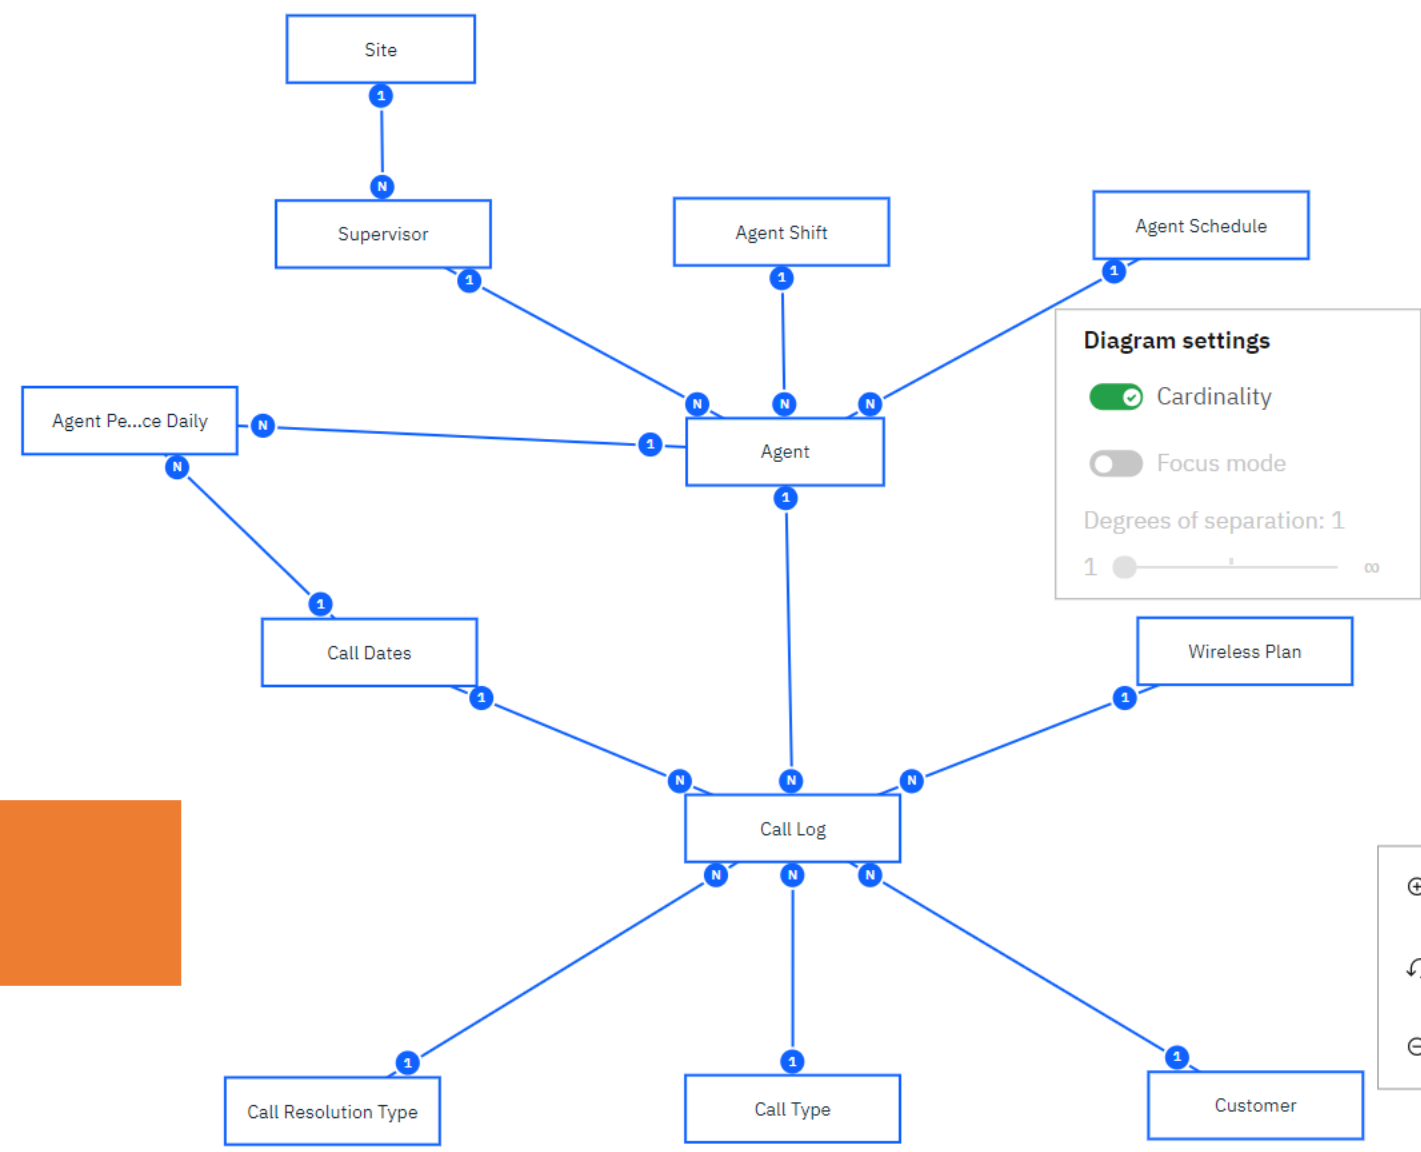 Site
1
N
Supervisor
1
Agent Shift
1
Agent Schedule
1
Diagram settings
Cardinality
Focus mode
Degrees of separation: 1
1 ∞
Agent Pe...ce Daily
N
N
1
N
N
N
Agent
1
1
Call Dates
1
Wireless Plan
1
N
N
N
Call Log
N
N
N
1
1
1
Call Resolution Type
Call Type
Customer